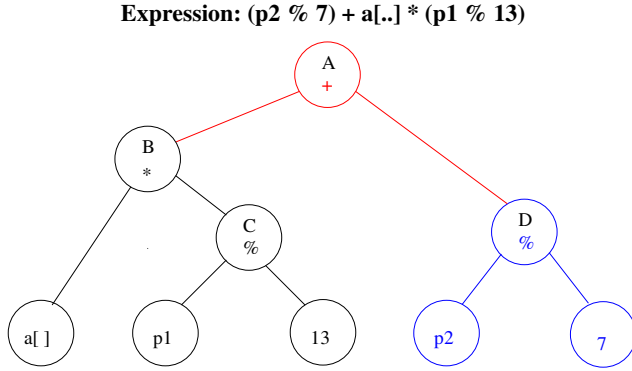 Expression: (p2 % 7) + a[..] * (p1 % 13)
A
+
B
*
C
%
D
%
a[ ]
p1
13
p2
7